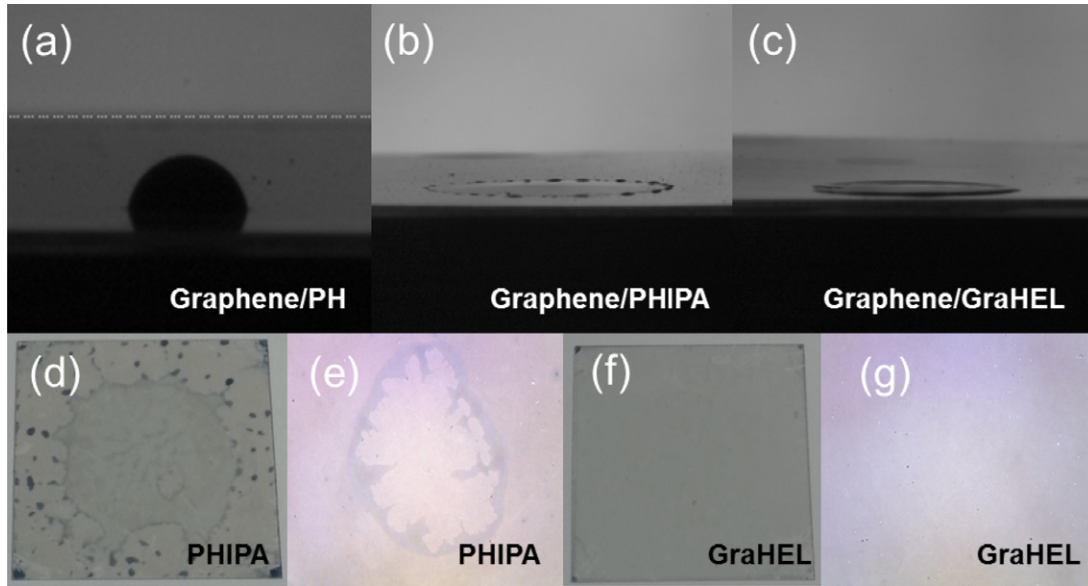 (a)
Graphene/PH
(b)
Graphene/PHIPA
(c)
Graphene/GraHEL
(d)
PHIPA
(e)
PHIPA
(f)
GraHEL
(g)
GraHEL